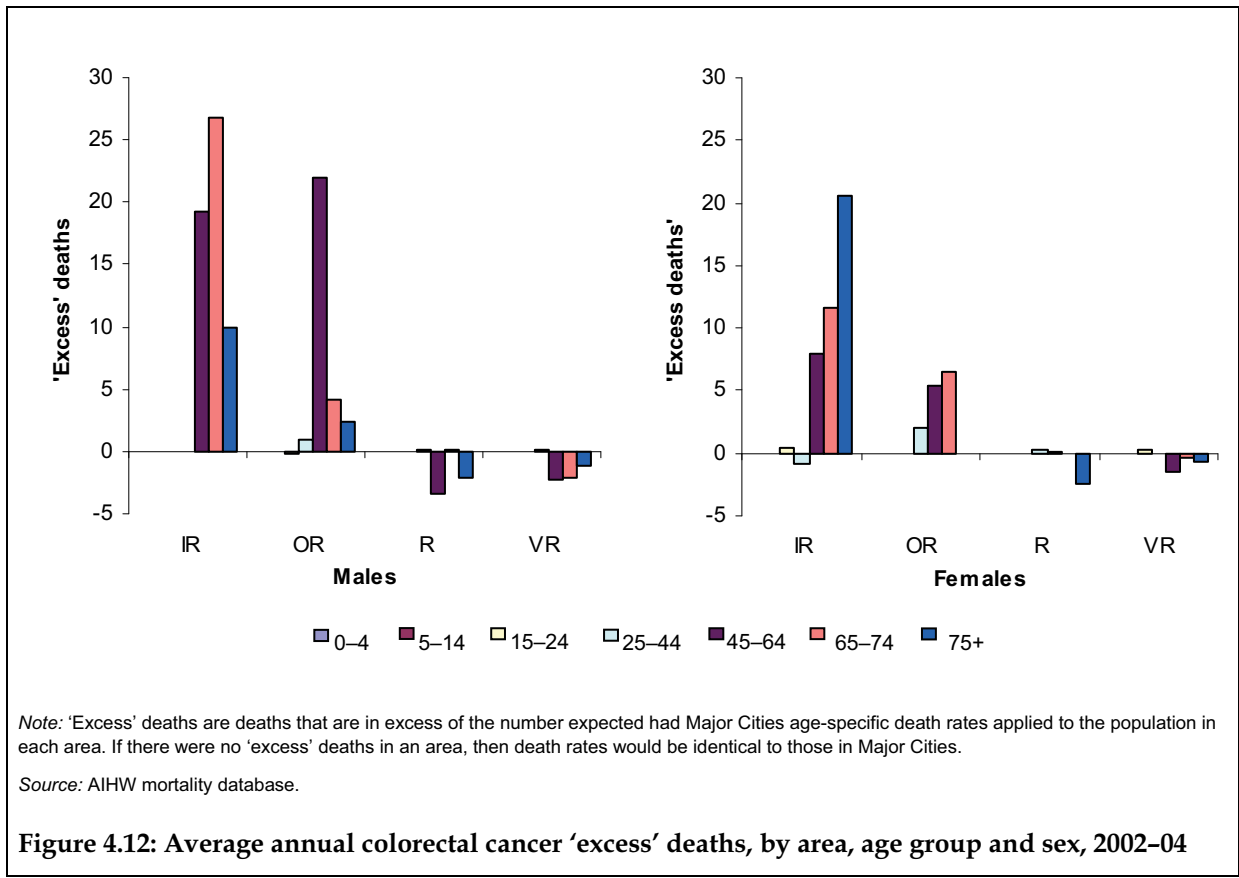 30
25
20
15
10
5
0
-5
'Excess' deaths
IR OR R VR
Males
30
25
20
15
10
5
0
-5
'Excess deaths'
IR OR R VR
Females
0–4 5–14 15–24 25–44 45–64 65–74 75+
Note: ‘Excess’ deaths are deaths that are in excess of the number expected had Major Cities age-specific death rates applied to the population in
each area. If there were no ‘excess’ deaths in an area, then death rates would be identical to those in Major Cities.
Source: AIHW mortality database.
Figure 4.12: Average annual colorectal cancer ‘excess’ deaths, by area, age group and sex, 2002–04